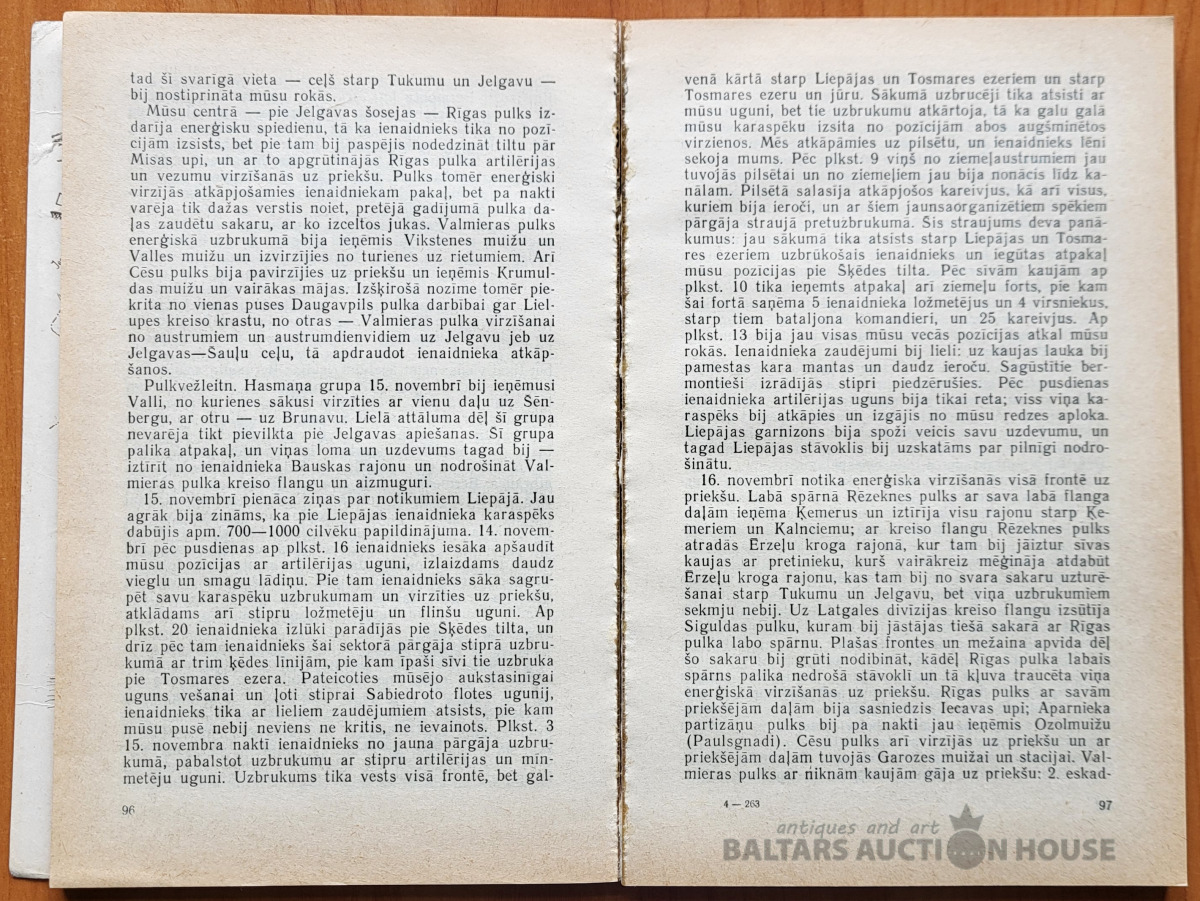 tad šī svarīgā vieta — ceļš starp Tukumu un Jelgavu —
bij nostiprināta mūsu rokās.
Mūsu centrā — pie Jelgavas šosejas — Rīgas pulks iz-
darīja enerģisku spiedienu, tā ka ienaidnieks tika no pozī-
cijām izsists, bet pie tam bij paspējis nodedzināt tiltu pār
Misas upi, un ar to apgrūtinājās Rīgas pulka artilērijas
un vezumu virzīšanās uz priekšu. Pulks tomēr enerģiski
virzījās atkāpjošamies ienaidniekam pakaļ, bet pa nakti
varēja tik dažas verstis noiet, pretējā gadījumā pulka da-
ļas zaudētu sakaru, ar ko izceltos jukas. Valmieras pulks
enerģiskā uzbrukumā bija ieņēmis Vikstenes muižu un
Valles muižu un izvirzījies no turienes uz rietumiem. Arī
Cēsu pulks bija pavirzījies uz priekšu un ieņēmis Krumul-
das muižu un vairākas mājas. Izšķirošā nozīme tomēr pie-
krita no vienas puses Daugavpils pulka darbībai gar Liel-
upes kreiso krastu, no otras — Valmieras pulka virzīšanai
no austrumiem un austrumdienvidiem uz Jelgavu jeb uz
Jelgavas—Šauļu ceļu, tā apdraudot ienaidnieka atkāp-
šanos.
Pulkvežleitn. Hasmaņa grupa 15. novembrī bij ieņēmusi
Valli, no kurienes sākusi virzīties ar vienu daļu uz Šēn-
bergu, ar otru — uz Brunavu. Lielā attāluma dēļ šī grupa
nevarēja tikt pievilkta pie Jelgavas apiešanas. Šī grupa
palika atpakaļ, un viņas loma un uzdevums tagad bij —
iztīrīt no ienaidnieka Bauskas rajonu un nodrošināt Val-
mieras pulka kreiso flangu un aizmuguri.
15. novembrī pienāca ziņas par notikumiem Liepājā. Jau
agrāk bija zināms, ka pie Liepājas ienaidnieka karaspēks
dabūjis apm. 700—1000 cilvēku papildinājuma. 14. novem-
brī pēc pusdienas ap plkst. 16 ienaidnieks iesāka apšaudīt
mūsu pozīcijas ar artilērijas uguni, izlaizdams daudz
vieglu un smagu lādiņu. Pie tam ienaidnieks sāka sagru-
pēt savu karaspēku uzbrukumam un virzīties uz priekšu,
atklādams arī stipru ložmetēju un flinšu uguni. Ap
plkst. 20 ienaidnieka izlūki parādījās pie Šķēdes tilta, un
drīz pēc tam ienaidnieks šai sektorā pārgāja stiprā uzbru-
kumā ar trim ķēdes līnijām, pie kam īpaši sīvi tie uzbruka
pie Tosmares ezera. Pateicoties mūsējo aukstasinīgai
uguns vešanai un ļoti stiprai Sabiedroto flotes ugunij,
ienaidnieks tika ar lieliem zaudējumiem atsists, pie kam
mūsu pusē nebij neviens ne kritis, ne ievainots. Plkst. 3
15. novembra naktī ienaidnieks no jauna pārgāja uzbru-
kumā, pabalstot uzbrukumu ar stipru artilērijas un mīn-
metēju uguni. Uzbrukums tika vests visā frontē, bet gal-
96
venā kārtā starp Liepājas un Tosmares ezeriem un starp
Tosmares ezeru un jūru. Sākumā uzbrucēji tika atsisti ar
mūsu uguni, bet tie uzbrukumu atkārtoja, tā ka galu galā
mūsu karaspēku izsita no pozīcijām abos augšminētos
virzienos. Mēs atkāpāmies uz pilsētu, un ienaidnieks lēni
sekoja mums. Pēc plkst. 9 viņš no ziemeļaustrumiem jau
tuvojās pilsētai un no ziemeļiem jau bija nonācis līdz ka-
nālam. Pilsētā salasīja atkāpjošos kareivjus, kā arī visus,
kuriem bija ieroči, un ar šiem jaunsaorganizētiem spēkiem
pārgāja straujā pretuzbrukumā. Šis straujums deva panā-
kumus: jau sākumā tika atsists starp Liepājas un Tosma-
res ezeriem uzbrūkošais ienaidnieks un iegūtas atpakaļ
mūsu pozīcijas pie Šķēdes tilta. Pēc sīvām kaujām ap
plkst. 10 tika ieņemts atpakaļ arī ziemeļu forts, pie kam
šai fortā saņēma 5 ienaidnieka ložmetējus un 4 virsniekus,
starp tiem bataljona komandieri, un 25 kareivjus. Ap
plkst. 13 bija jau visas mūsu vecās pozīcijas atkal mūsu
rokās. Ienaidnieka zaudējumi bij lieli: uz kaujas lauka bij
pamestas kara mantas un daudz ieroču. Sagūstītie ber-
montieši izrādījās stipri piedzērušies. Pēc pusdienas
ienaidnieka artilērijas uguns bija tikai reta; viss viņa ka-
raspēks bij atkāpies un izgājis no mūsu redzes aploka.
Liepājas garnizons bija spoži veicis savu uzdevumu, un
tagad Liepājas stāvoklis bij uzskatāms par pilnīgi nodro-
šinātu.
16. novembrī notika enerģiska virzīšanās visā frontē uz
priekšu. Labā spārnā Rēzeknes pulks ar sava labā flanga
daļām ieņēma Ķemerus un iztīrīja visu rajonu starp Ķe-
meriem un Kalnciemu; ar kreiso flangu Rēzeknes pulks
atradās Ērzeļu kroga rajonā, kur tam bij jāiztur sīvas
kaujas ar pretinieku, kurš vairākreiz mēģināja atdabūt
Ērzeļu kroga rajonu, kas tam bij no svara sakaru uzturē-
šanai starp Tukumu un Jelgavu, bet viņa uzbrukumiem
sekmju nebij. Uz Latgales divīzijas kreiso flangu izsūtīja
Siguldas pulku, kuram bij jāstājas tiešā sakarā ar Rīgas
pulka labo spārnu. Plašas frontes un mežaina apvida dēļ
šo sakaru bij grūti nodibināt, kādēļ Rīgas pulka labais
spārns palika nedrošā stāvoklī un tā kļuva traucēta viņa
enerģiskā virzīšanās uz priekšu. Rīgas pulks ar savām
priekšējām daļām bija sasniedzis Iecavas upi; Aparnieka
partizāņu pulks bij pa nakti jau ieņēmis Ozolmuižu
(Paulsgnadi). Cēsu pulks arī virzījās uz priekšu un ar
priekšējām daļām tuvojās Garozes muižai un stacijai. Val-
mieras pulks ar niknām kaujām gāja uz priekšu: 2. eskad-
4 — 263
97
antiques and art
BALTARS AUCTION HOUSE